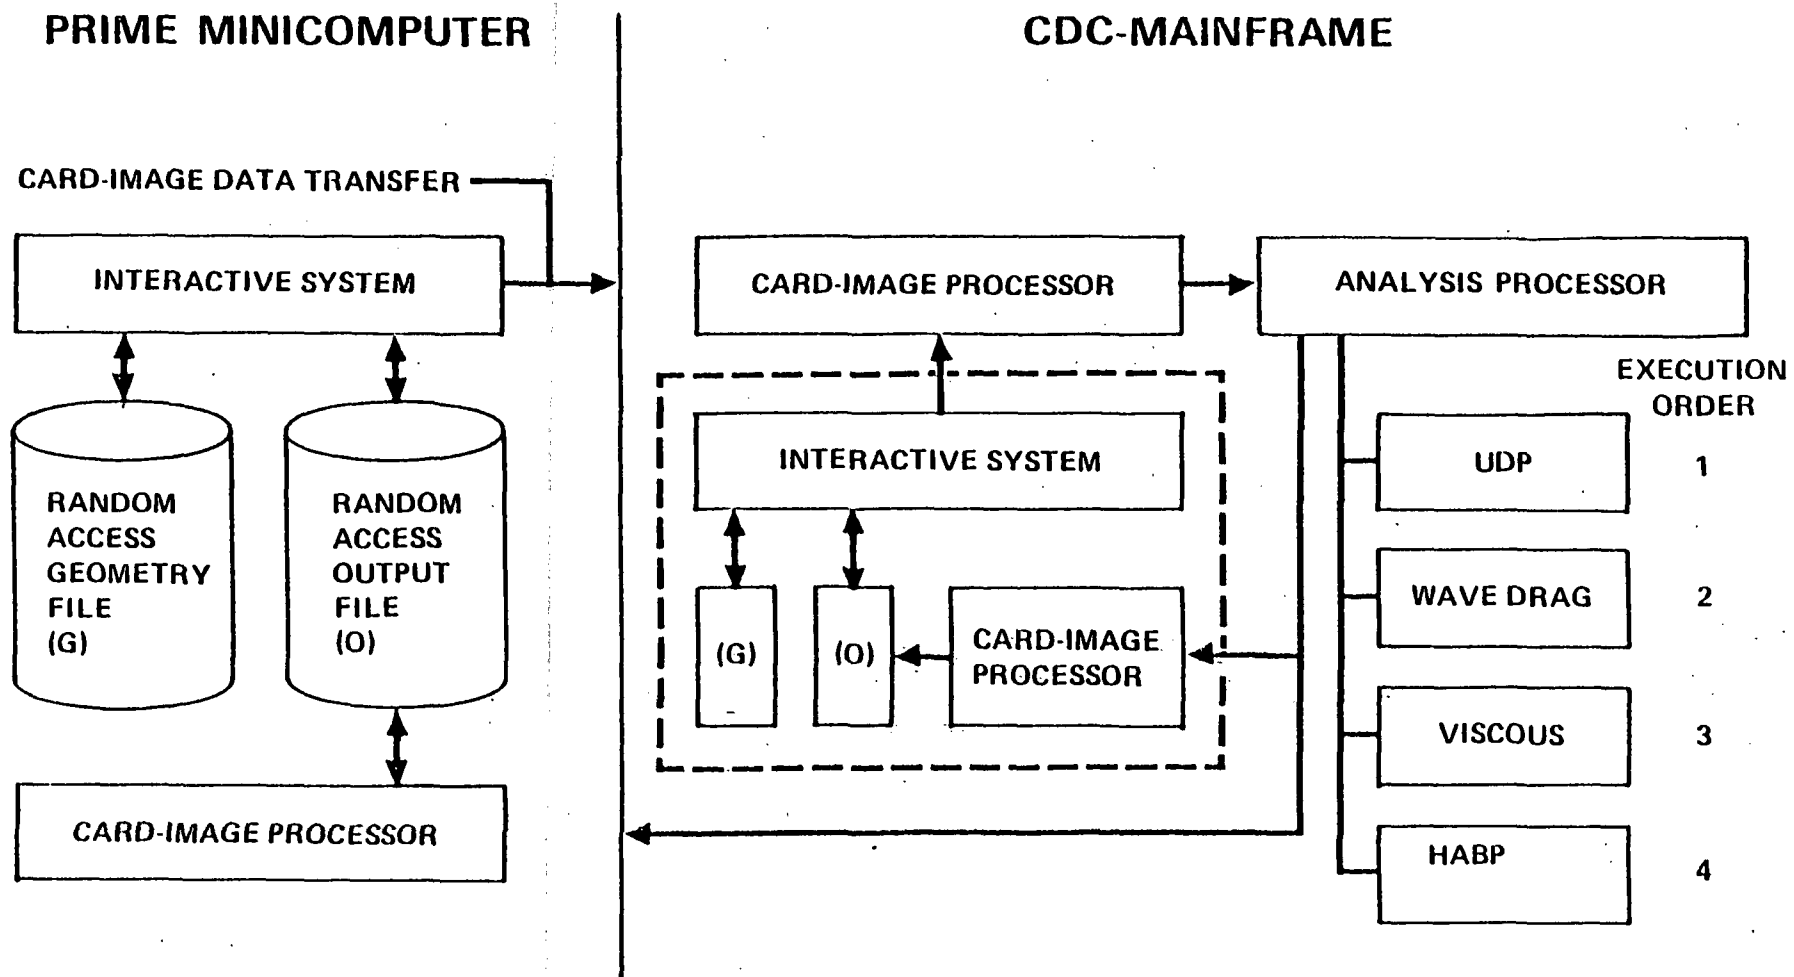 PRIME MINICOMPUTER
CDC-MAINFRAME
CARD-IMAGE DATA TRANSFER
INTERACTIVE SYSTEM
RANDOM
ACCESS
GEOMETRY
FILE
(G)
RANDOM
ACCESS
OUTPUT
FILE
(O)
CARD-IMAGE PROCESSOR
CARD-IMAGE PROCESSOR
ANALYSIS PROCESSOR
INTERACTIVE SYSTEM
(G)
(O)
CARD-IMAGE
PROCESSOR
EXECUTION
ORDER
UDP
1
WAVE DRAG
2
VISCOUS
3
HABP
4